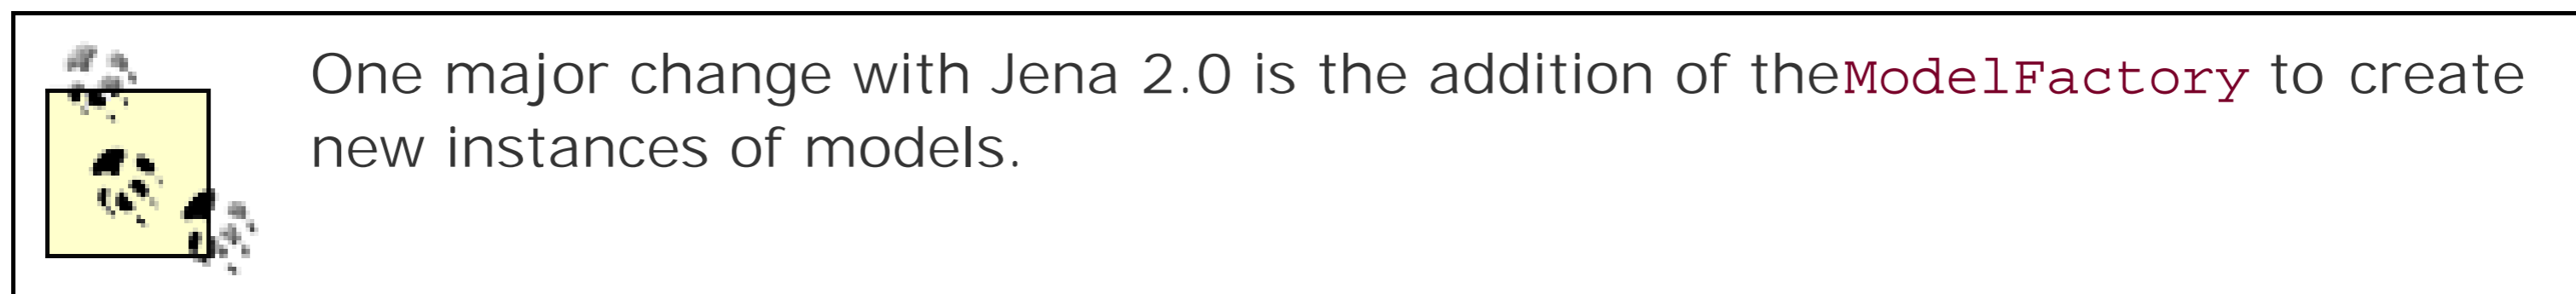 One major change with Jena 2.0 is the addition of theModelFactory to create
new instances of models.